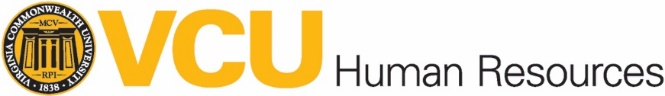 VIRGINIA COMMONWEALTH UNIVERSITY
MCV
RPI
· 1838 ·
VCU Human Resources